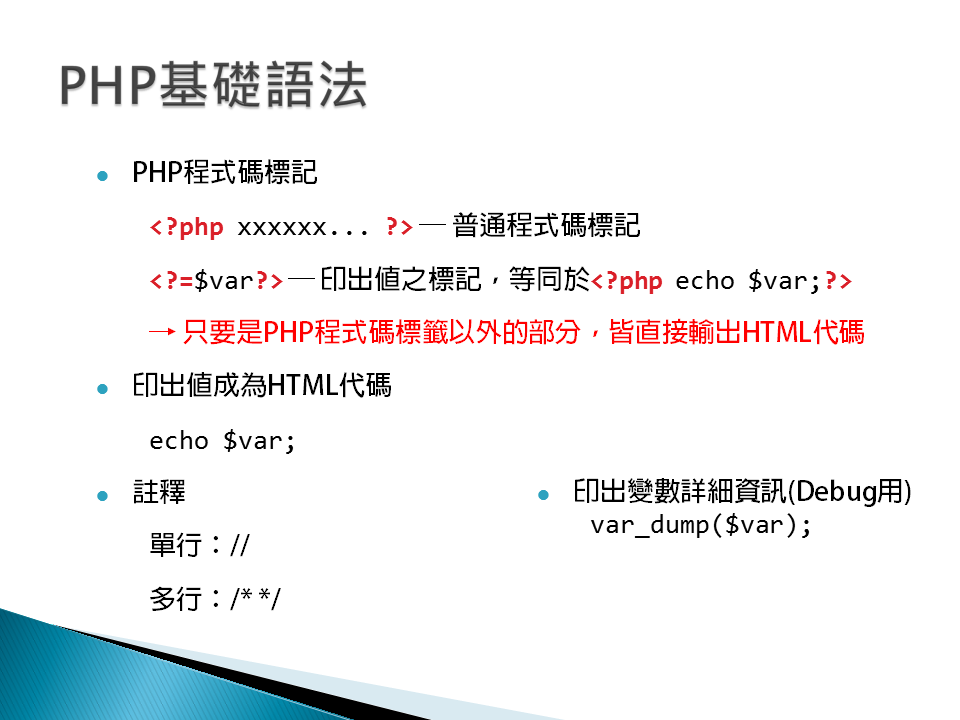 PHP基礎語法
● PHP程式碼標記
<?php xxxxxx... ?>— 普通程式碼標記
<?=$var?>— 印出值之標記，等同於<?php echo $var;?>
→ 只要是PHP程式碼標籤以外的部分，皆直接輸出HTML代碼
● 印出值成為HTML代碼
echo $var;
● 註釋
單行：//
多行：/* */
● 印出變數詳細資訊(Debug用)
var_dump($var);